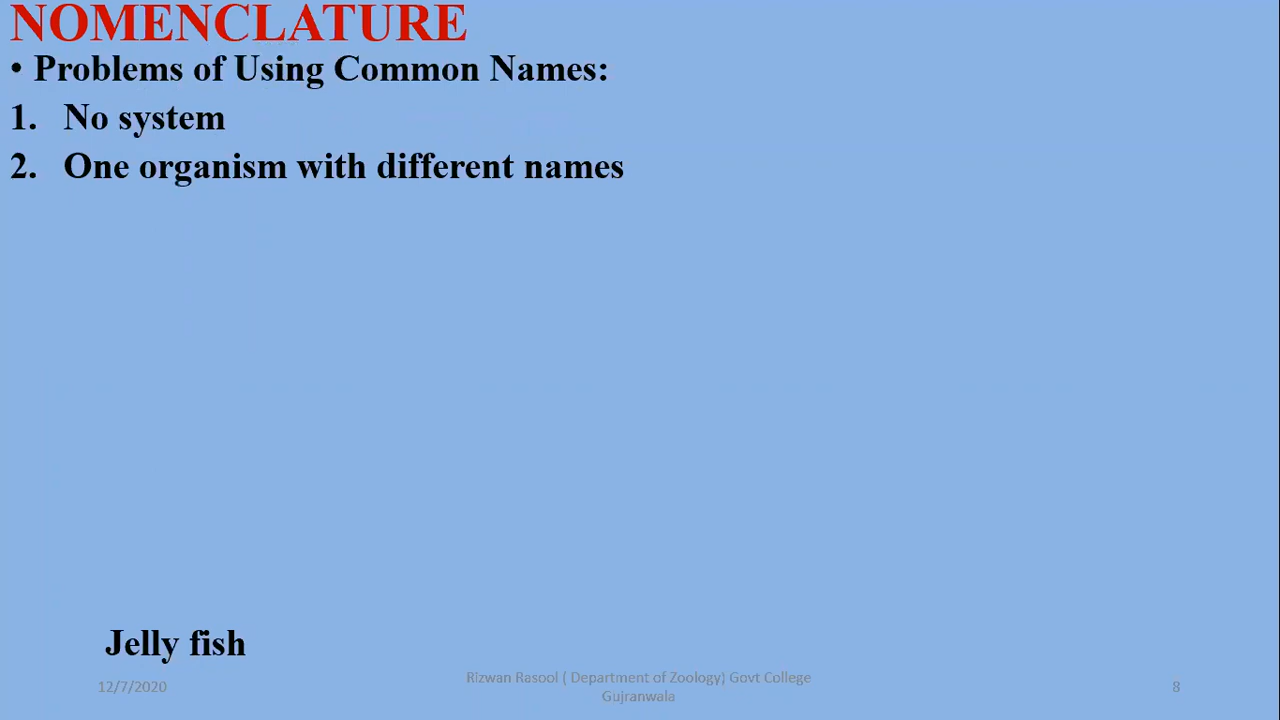 NOMENCLATURE
• Problems of Using Common Names:
1. No system
2. One organism with different names
Jelly fish
12/7/2020
Rizwan Rasool ( Department of Zoology) Govt College
Gujranwala
8